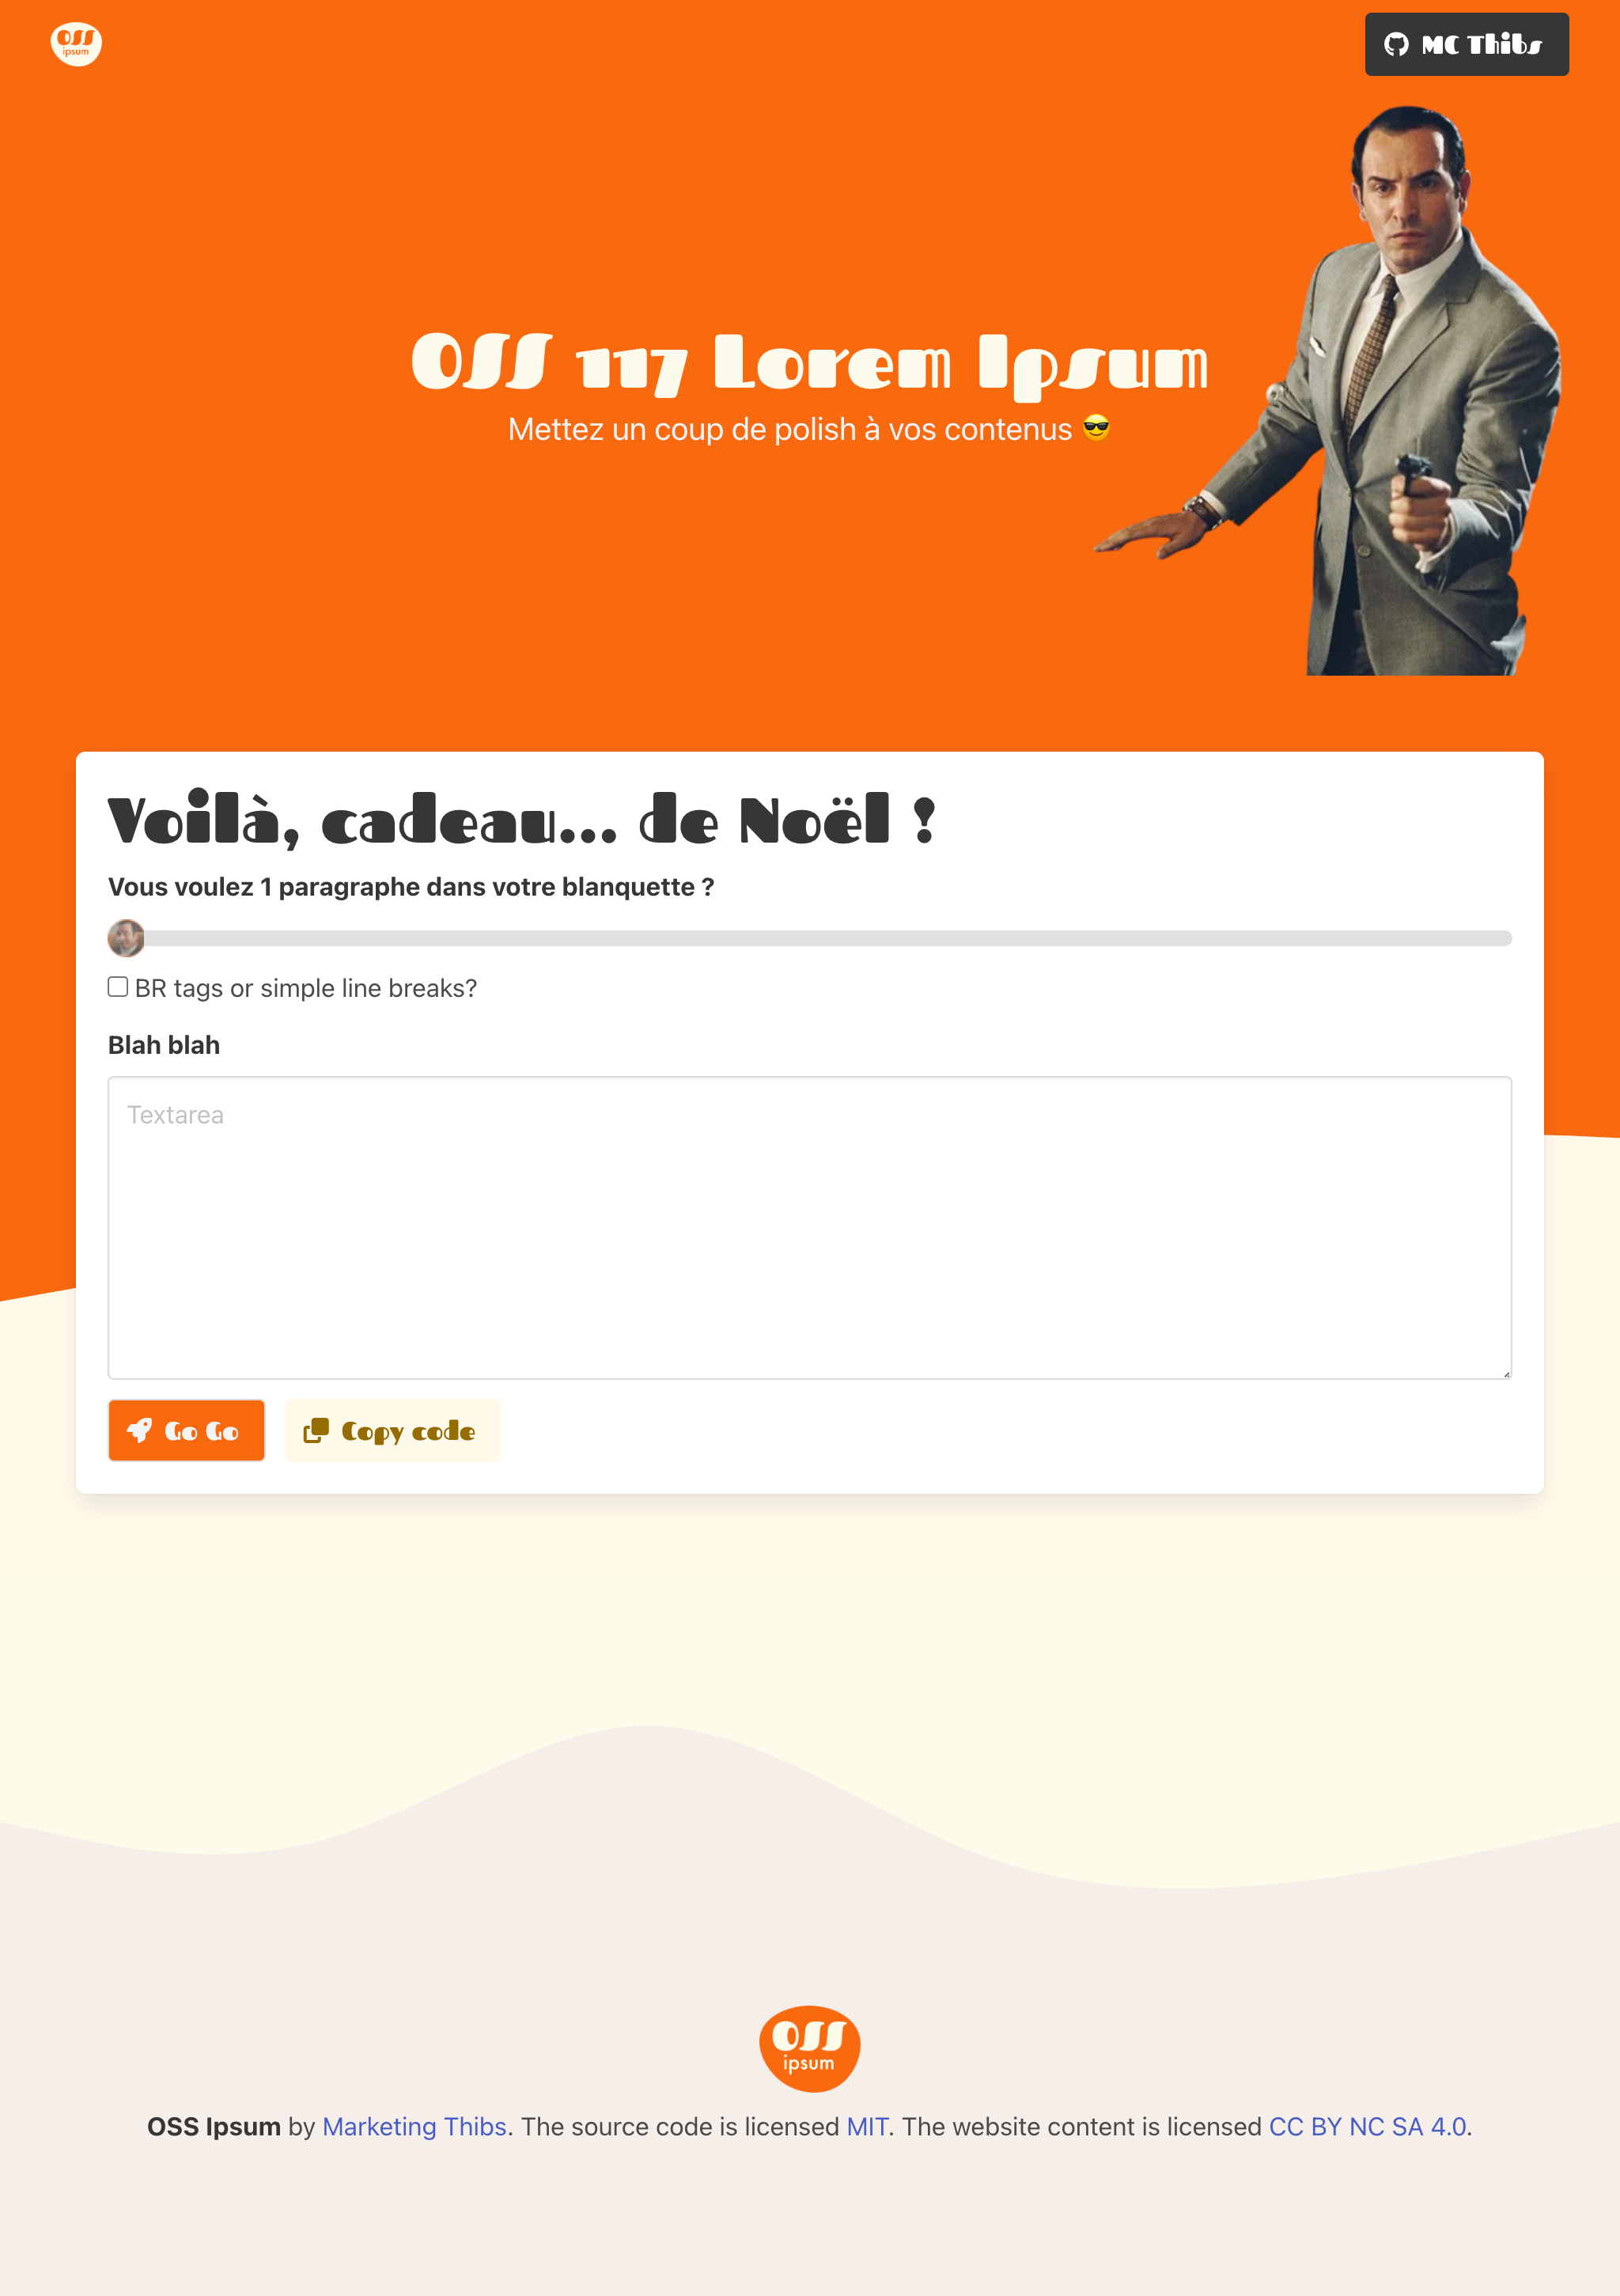 OSS
ipsum
MC Thibs
OSS 117 Lorem Ipsum
Mettez un coup de polish à vos contenus 😎
Voilà, cadeau... de Noël !
Vous voulez 1 paragraphe dans votre blanquette ?
BR tags or simple line breaks?
Blah blah
Textarea
Go Go
Copy code
OSS
ipsum
OSS Ipsum by Marketing Thibs. The source code is licensed MIT. The website content is licensed CC BY NC SA 4.0.